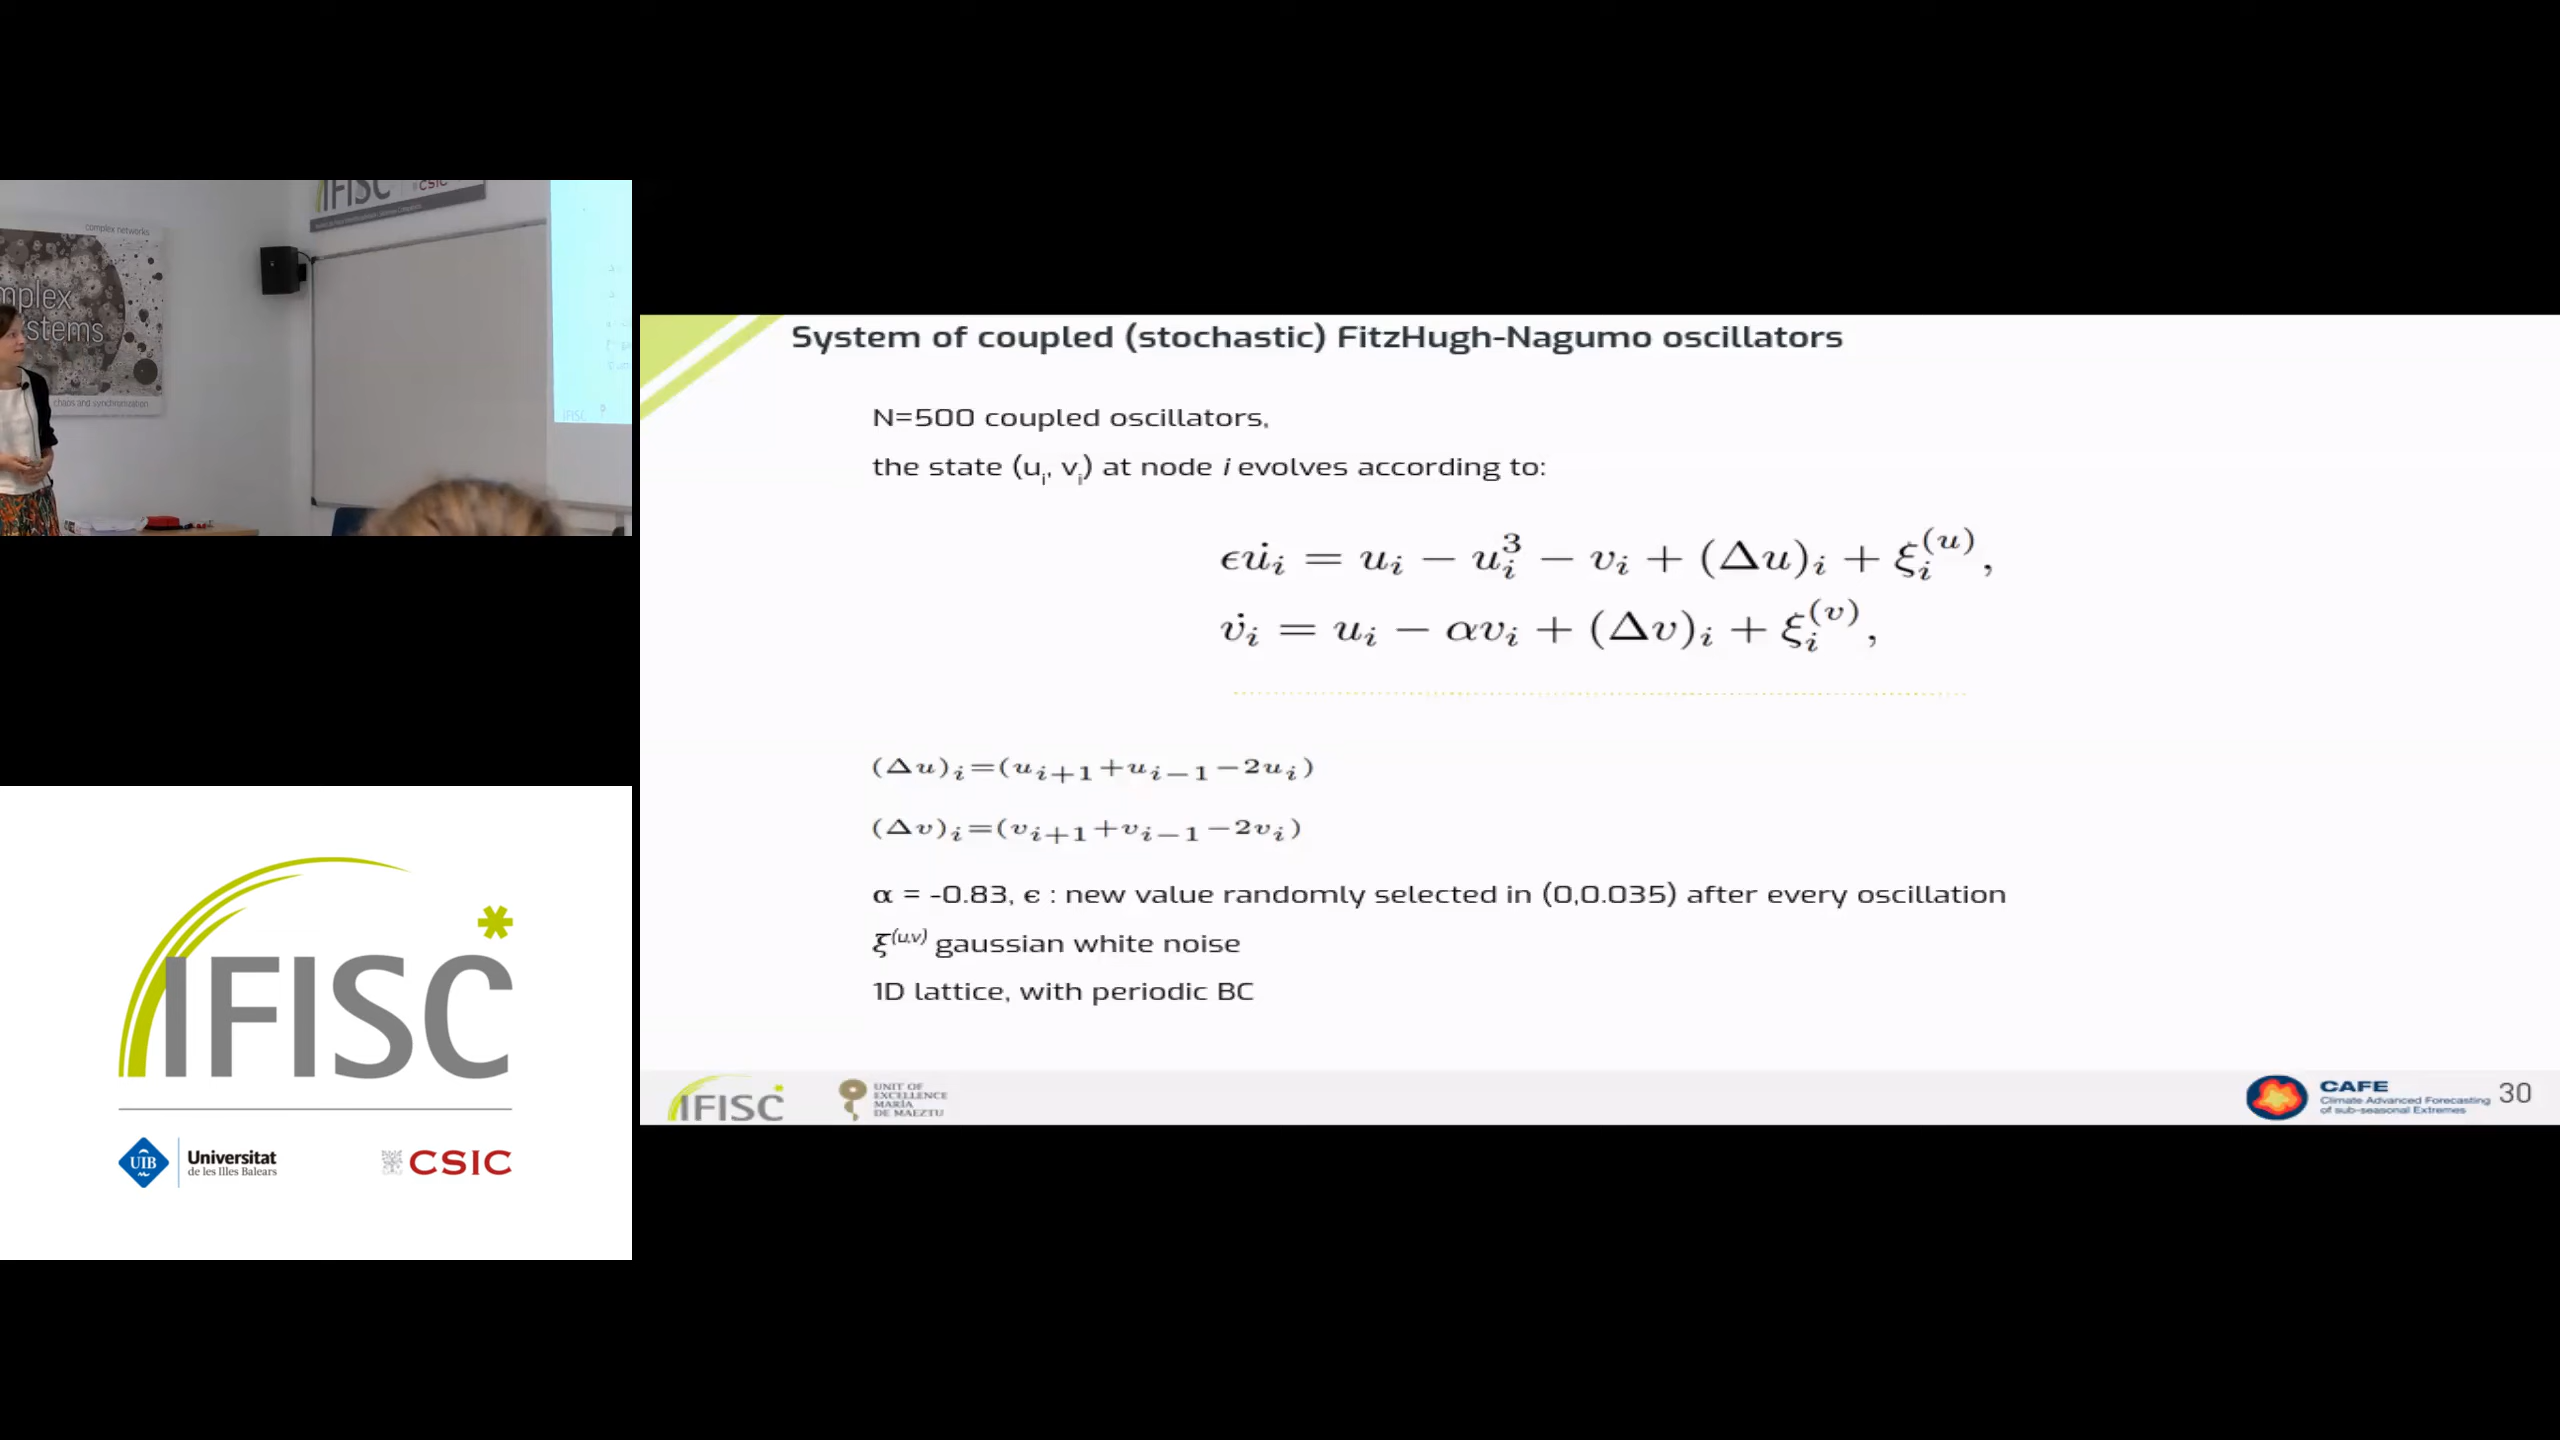 IFISC
CSIC
complex networks
mplex
stems
chaos and synchronization
IFISC
System of coupled (stochastic) FitzHugh-Nagumo oscillators
N=500 coupled oscillators,
the state (uᵢ, vᵢ) at node i evolves according to:
ϵu̇ᵢ = uᵢ − uᵢ³ − vᵢ + (Δu)ᵢ + ξᵢ⁽ᵘ⁾,
v̇ᵢ = uᵢ − αvᵢ + (Δv)ᵢ + ξᵢ⁽ᵛ⁾,
(Δu)ᵢ=(uᵢ₊₁+uᵢ₋₁−2uᵢ)
(Δv)ᵢ=(vᵢ₊₁+vᵢ₋₁−2vᵢ)
α = -0.83, ϵ : new value randomly selected in (0,0.035) after every oscillation
ξ⁽ᵘ,ᵛ⁾ gaussian white noise
1D lattice, with periodic BC
IFISC
UNIT OF
EXCELLENCE
MARÍA
DE MAEZTU
CAFE
Climate Advanced Forecasting
of sub-seasonal Extremes
30
IFISC
UIB
Universitat
de les Illes Balears
CSIC